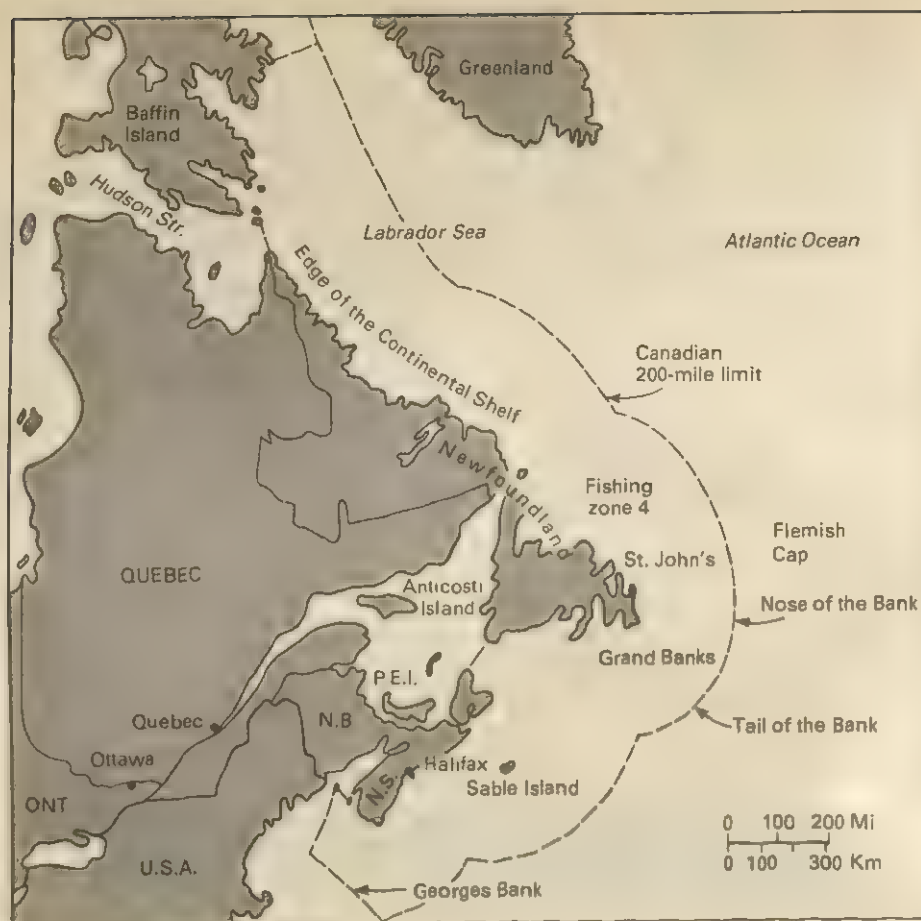 Greenland
Baffin
Island
Hudson Str.
Labrador Sea
Atlantic Ocean
Edge of the Continental Shelf
Canadian
200-mile limit
Newfoundland
Fishing
zone 4
Flemish
Cap
St. John's
QUEBEC
Anticosti
Island
Nose of the Bank
Grand Banks
P.E.I.
Quebec
N.B
Tail of the Bank
Ottawa
Halifax
N.S.
Sable Island
ONT
0 100 200 Mi
0 100 300 Km
U.S.A.
Georges Bank